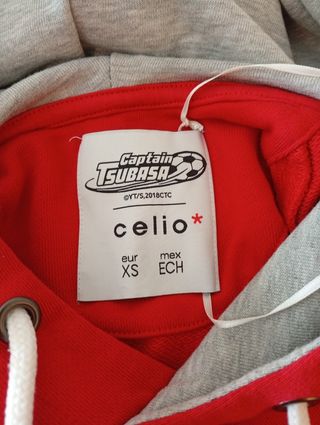 Captain
TSUBASA
©YT/S,2018CTC
celio*
eur mex
XS ECH